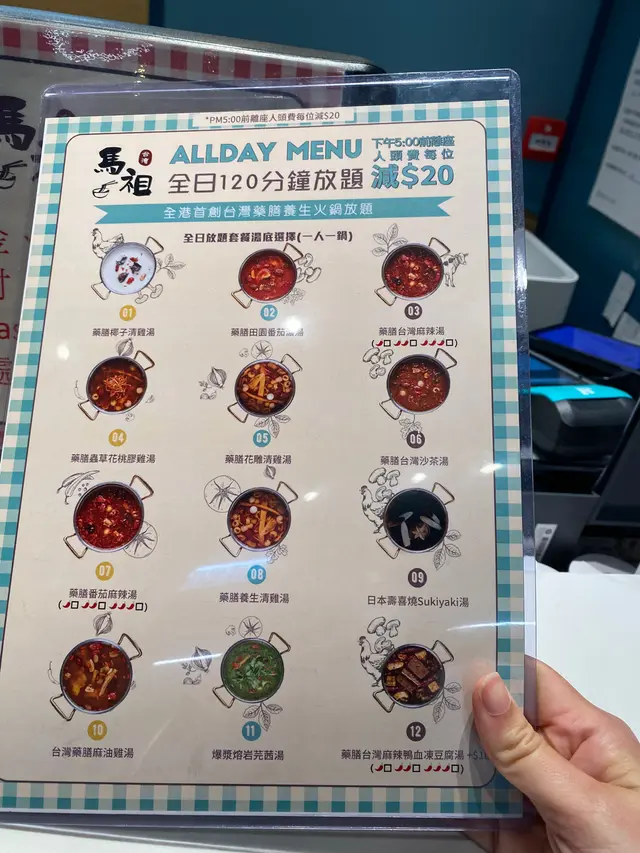 *PM5:00前離座人頭費每位減$20
馬祖
ALLDAY MENU
全日120分鐘放題
下午5:00前離座
人頭費每位
減$20
全港首創台灣藥膳養生火鍋放題
全日放題套餐湯底選擇(一人一鍋)
01
藥膳椰子清雞湯
02
藥膳田園番茄濃湯
03
藥膳台灣麻辣湯
04
藥膳蟲草花桃膠雞湯
05
藥膳花雕清雞湯
06
藥膳台灣沙茶湯
07
藥膳番茄麻辣湯
08
藥膳養生清雞湯
09
日本壽喜燒Sukiyaki湯
10
台灣藥膳麻油雞湯
11
爆漿熔岩芫茜湯
12
藥膳台灣麻辣鴨血凍豆腐湯
馬